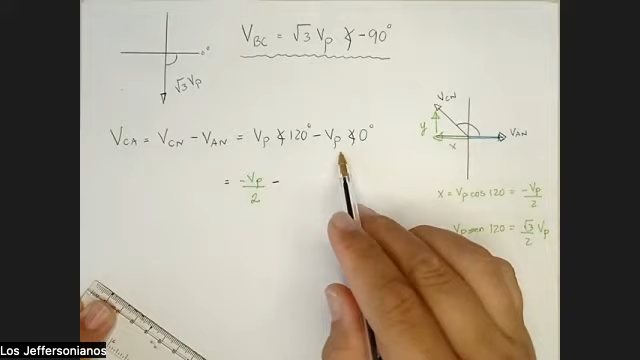 V_BC = √3 V_P ∡ -90°
0°
√3 V_P
V_CA = V_CN - V_AN = V_P ∡ 120° - V_P ∡ 0°
= -V_P/2 -
V_CN
y
x
V_AN
x = V_P cos 120 = -V_P/2
V_P sen 120 = √3/2 V_P
Los Jeffersonianos